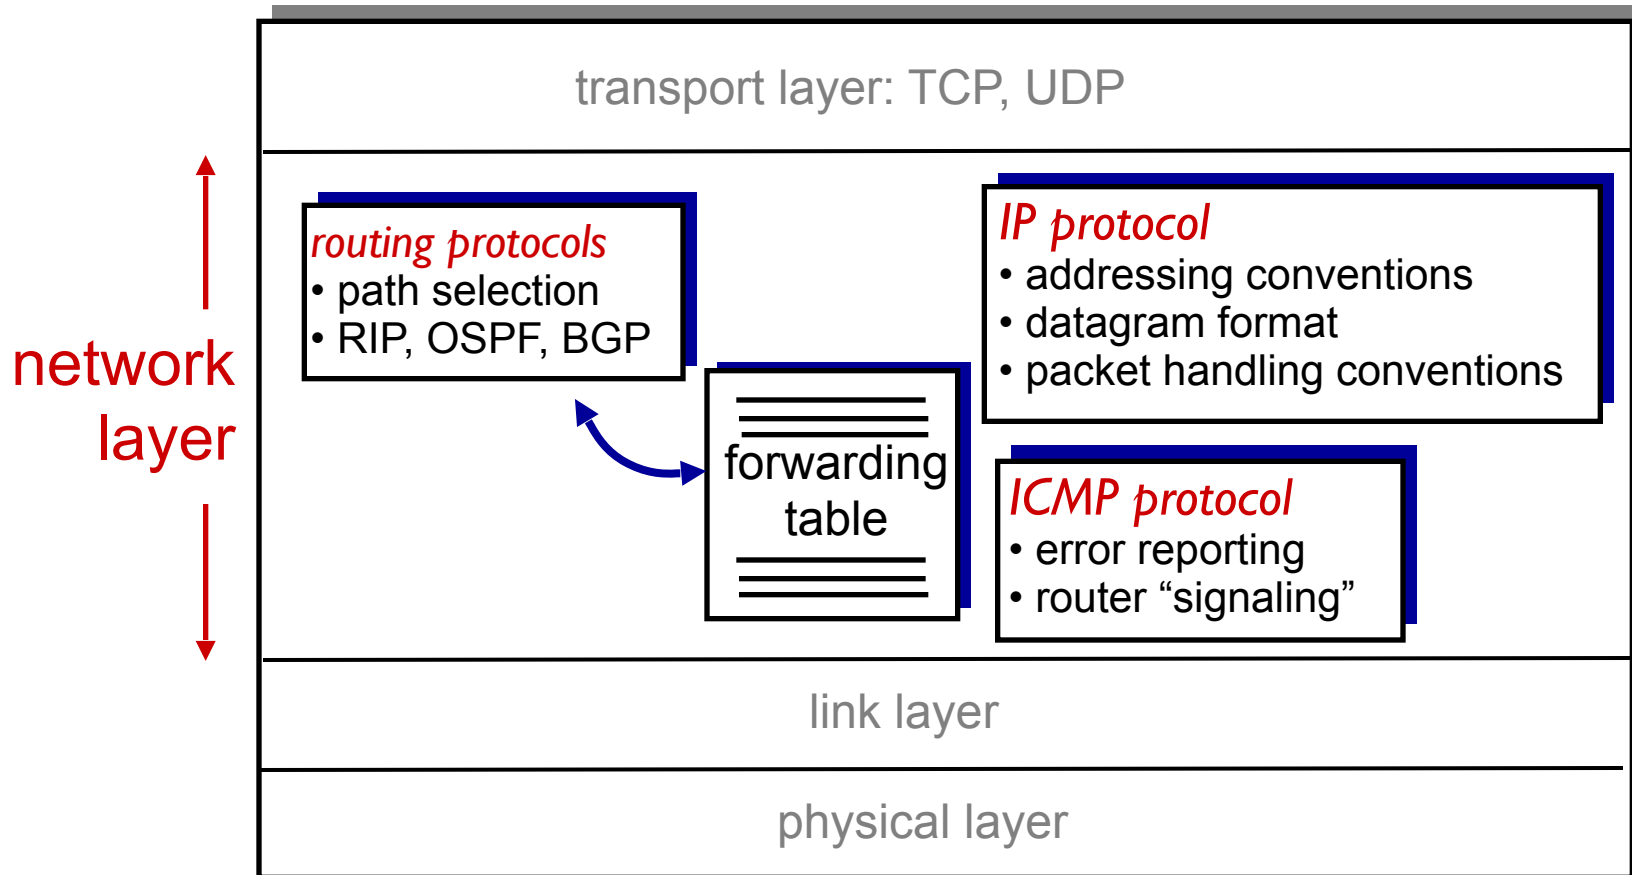 transport layer: TCP, UDP
network
layer
routing protocols
• path selection
• RIP, OSPF, BGP
forwarding
table
IP protocol
• addressing conventions
• datagram format
• packet handling conventions
ICMP protocol
• error reporting
• router “signaling”
link layer
physical layer